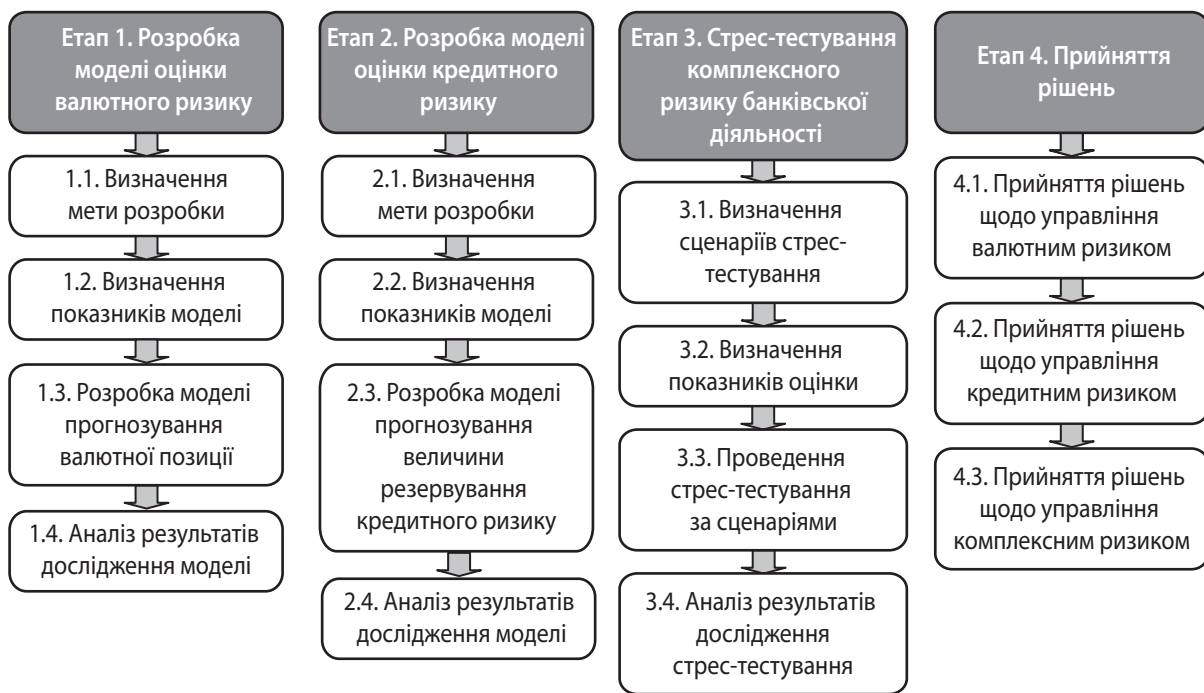 Етап 1. Розробка
моделі оцінки
валютного ризику
1.1. Визначення
мети розробки
1.2. Визначення
показників моделі
1.3. Розробка моделі
прогнозування
валютної позиції
1.4. Аналіз результатів
дослідження моделі
Етап 2. Розробка моделі
оцінки кредитного
ризику
2.1. Визначення
мети розробки
2.2. Визначення
показників моделі
2.3. Розробка моделі
прогнозування
величини
резервування
кредитного ризику
2.4. Аналіз результатів
дослідження моделі
Етап 3. Стрес-тестування
комплексного
ризику банківської
діяльності
3.1. Визначення
сценаріїв стрес-
тестування
3.2. Визначення
показників оцінки
3.3. Проведення
стрес-тестування
за сценаріями
3.4. Аналіз результатів
дослідження
стрес-тестування
Етап 4. Прийняття
рішень
4.1. Прийняття рішень
щодо управління
валютним ризиком
4.2. Прийняття рішень
щодо управління
кредитним ризиком
4.3. Прийняття рішень
щодо управління
комплексним ризиком